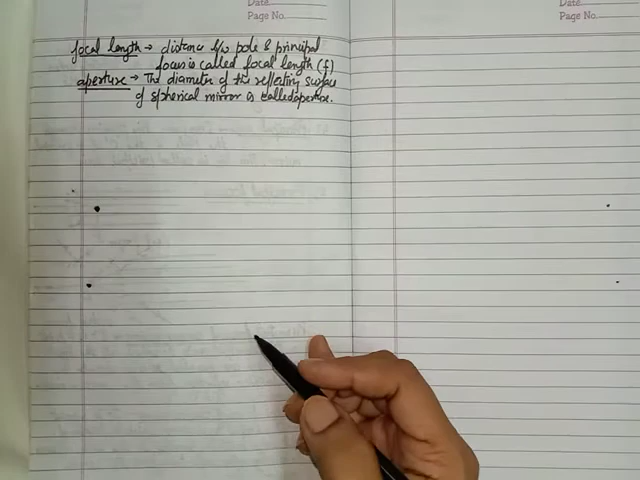 Date
Page No.
Date
Page No.
focal length → distance b/w pole & principal
focus is called focal length (f)
aperture → The diameter of the reflecting surface
of spherical mirror is called aperture.